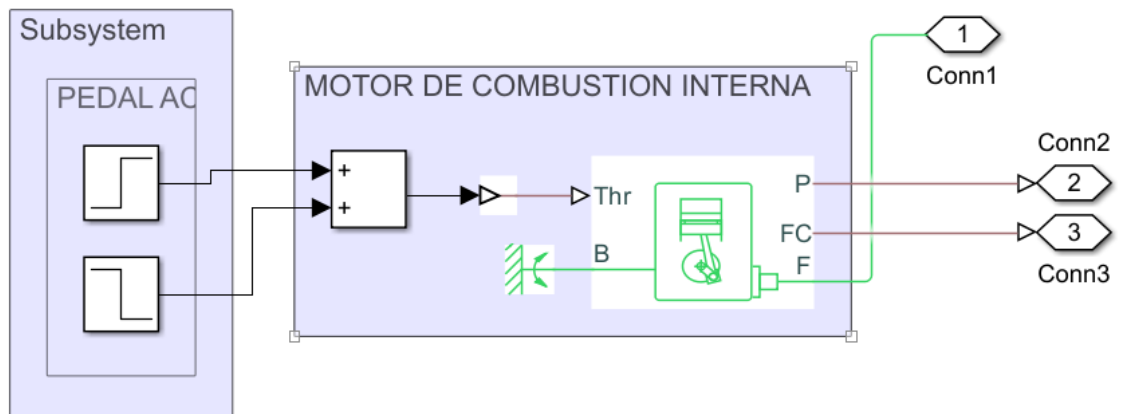 Subsystem
PEDAL AC
MOTOR DE COMBUSTION INTERNA
+
+
Thr
B
P
FC
F
1
Conn1
Conn2
2
3
Conn3